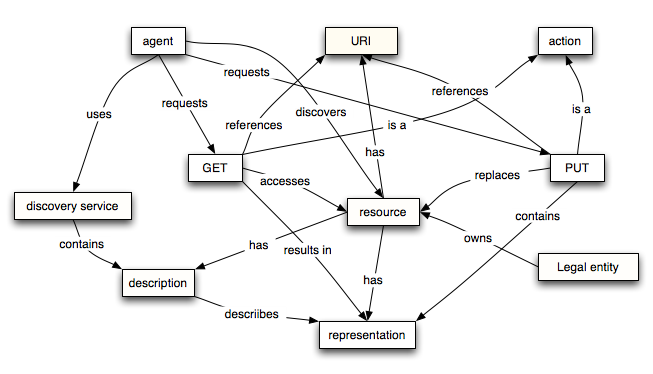 agent
URI
action
requests
references
discovers
uses
requests
is a
references
is a
has
GET
PUT
accesses
replaces
discovery service
resource
contains
contains
owns
has
results in
Legal entity
description
has
describes
representation